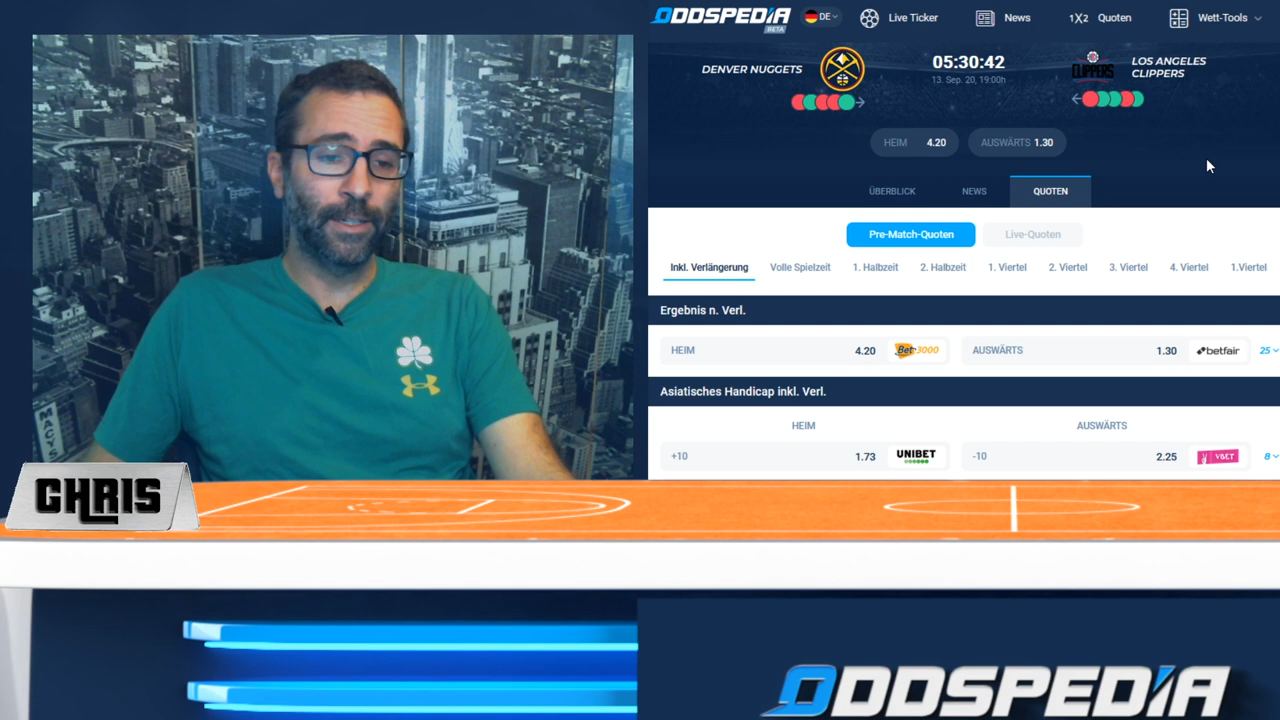 ODDSPEDIA
BETA
DE
Live Ticker
News
1X2 Quoten
Wett-Tools
DENVER NUGGETS
05:30:42
13. Sep. 20, 19:00h
CLIPPERS
LOS ANGELES
CLIPPERS
HEIM 4.20
AUSWÄRTS 1.30
ÜBERBLICK
NEWS
QUOTEN
Pre-Match-Quoten
Live-Quoten
Inkl. Verlängerung
Volle Spielzeit
1. Halbzeit
2. Halbzeit
1. Viertel
2. Viertel
3. Viertel
4. Viertel
1.Viertel
Ergebnis n. Verl.
HEIM 4.20 Bet3000
AUSWÄRTS 1.30 betfair 25
Asiatisches Handicap inkl. Verl.
HEIM
AUSWÄRTS
+10 1.73 UNIBET
-10 2.25 VBET 8
MACYS
CHRIS
ODDSPEDIA